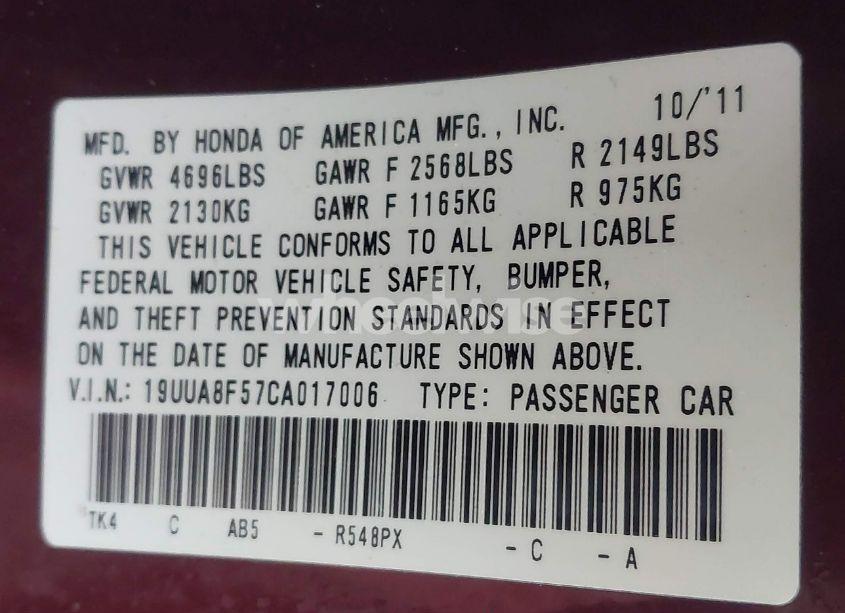 MFD. BY HONDA OF AMERICA MFG., INC. 10/'11
GVWR 4696LBS GAWR F 2568LBS R 2149LBS
GVWR 2130KG GAWR F 1165KG R 975KG
THIS VEHICLE CONFORMS TO ALL APPLICABLE
FEDERAL MOTOR VEHICLE SAFETY, BUMPER,
AND THEFT PREVENTION STANDARDS IN EFFECT
ON THE DATE OF MANUFACTURE SHOWN ABOVE.
V.I.N.: 19UUA8F57CA017006 TYPE: PASSENGER CAR
TK4 C AB5 - R548PX - C - A